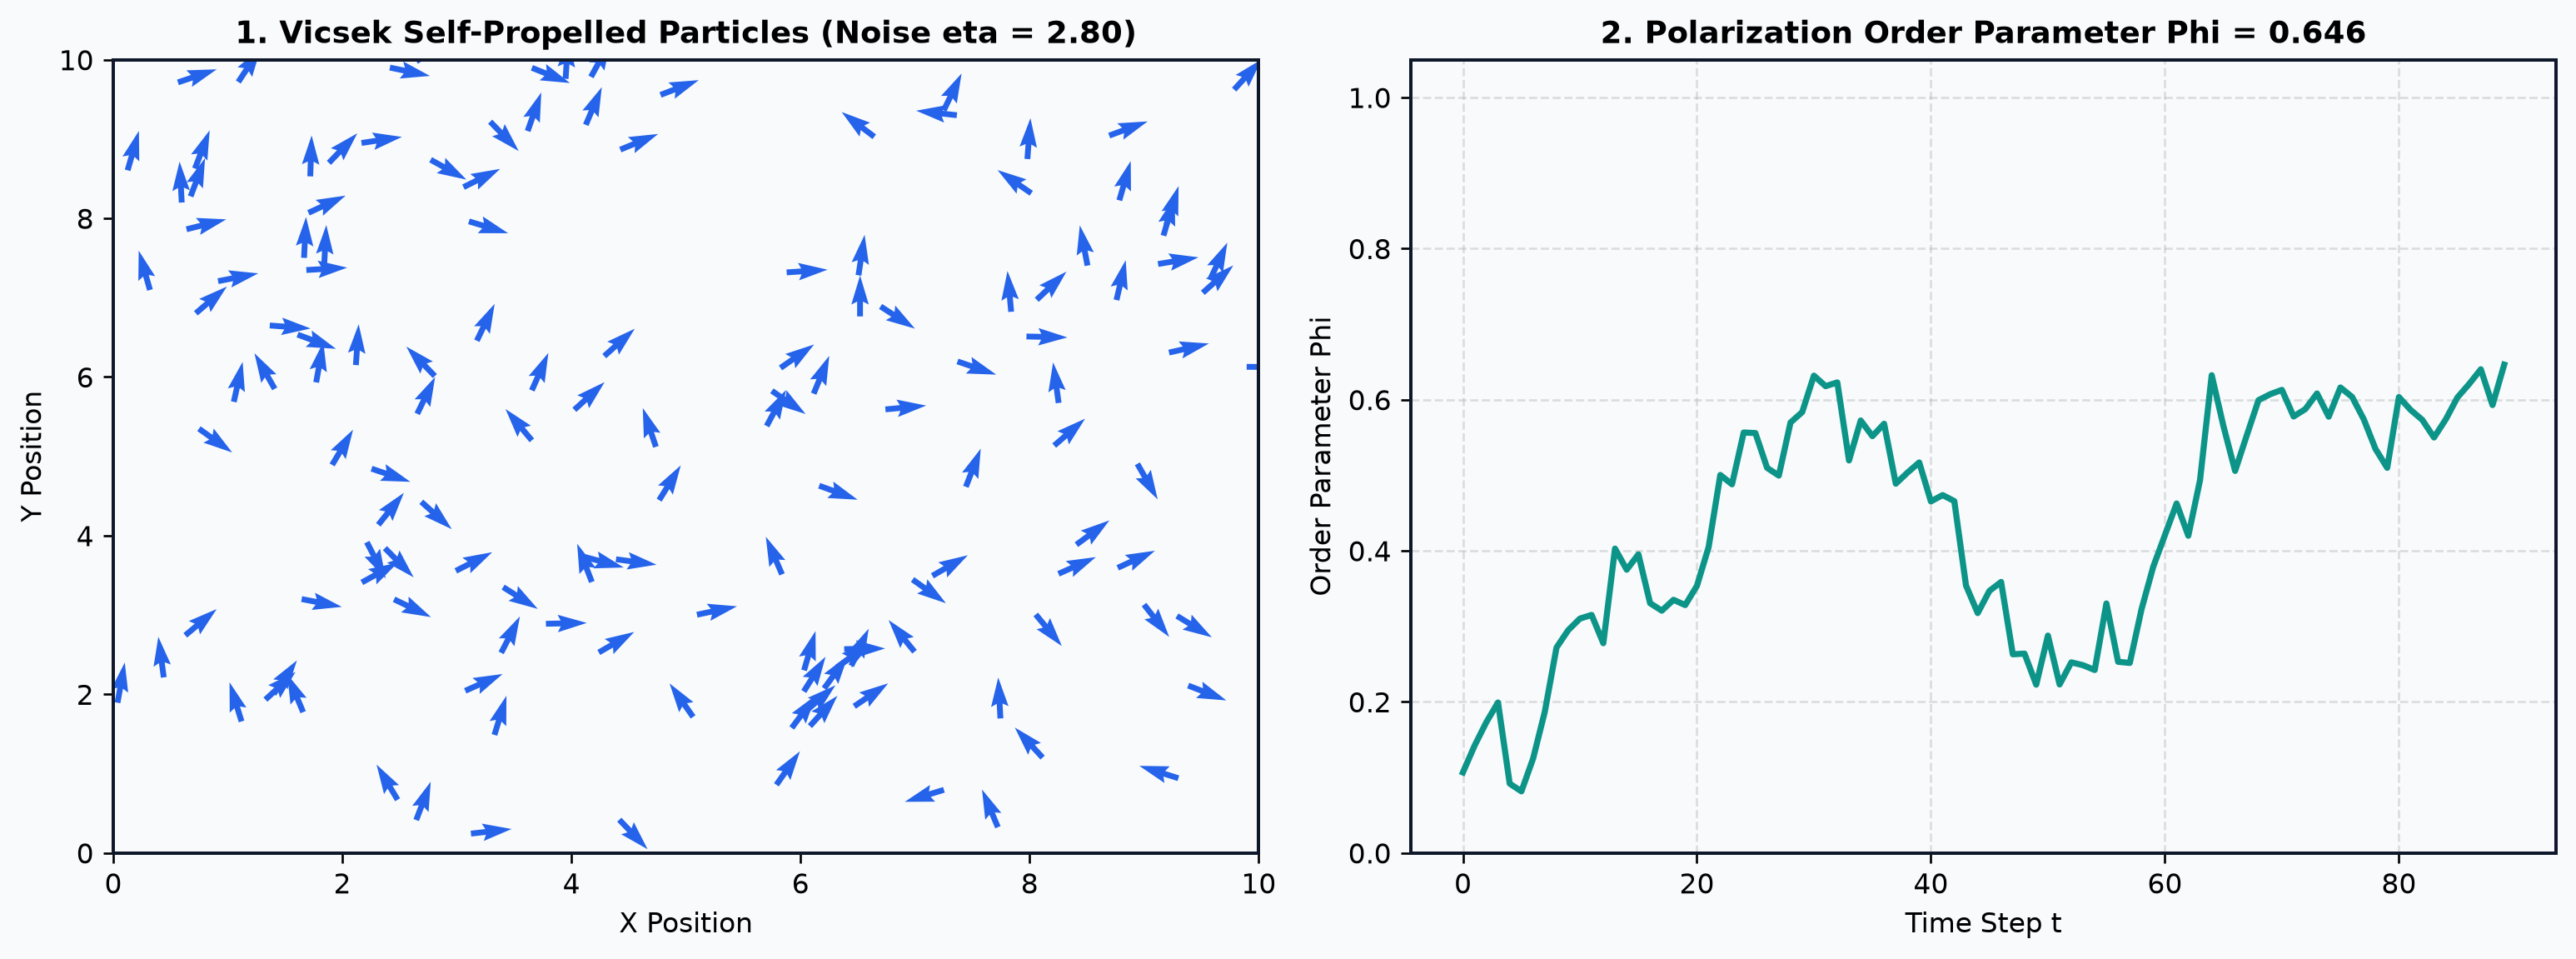 1. Vicsek Self-Propelled Particles (Noise eta = 2.80)
10
8
6
4
2
0
Y Position
0 2 4 6 8 10
X Position
2. Polarization Order Parameter Phi = 0.646
1.0
0.8
0.6
0.4
0.2
0.0
Order Parameter Phi
0 20 40 60 80
Time Step t